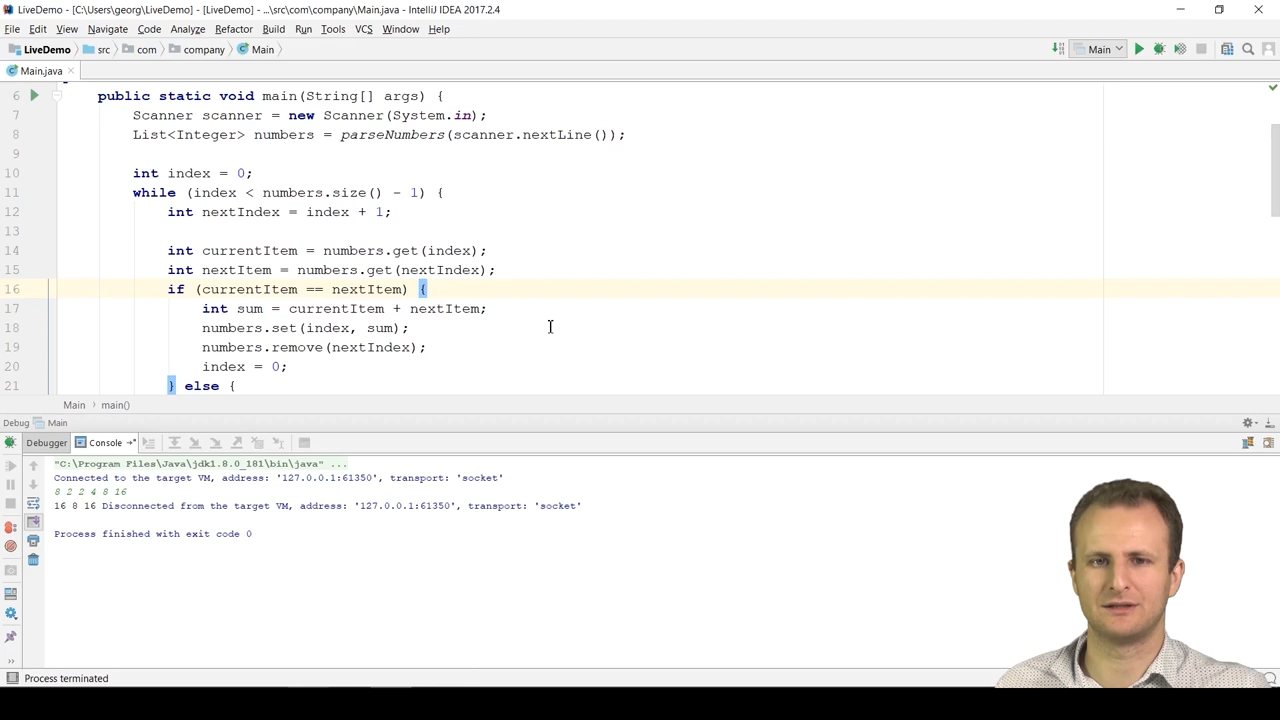 LiveDemo - [C:\Users\georg\LiveDemo] - [LiveDemo] - ...\src\com\company\Main.java - IntelliJ IDEA 2017.2.4
File Edit View Navigate Code Analyze Refactor Build Run Tools VCS Window Help
LiveDemo src com company Main Main
Main.java
6 public static void main(String[] args) {
7 Scanner scanner = new Scanner(System.in);
8 List<Integer> numbers = parseNumbers(scanner.nextLine());
9
10 int index = 0;
11 while (index < numbers.size() - 1) {
12 int nextIndex = index + 1;
13
14 int currentItem = numbers.get(index);
15 int nextItem = numbers.get(nextIndex);
16 if (currentItem == nextItem) {
17 int sum = currentItem + nextItem;
18 numbers.set(index, sum);
19 numbers.remove(nextIndex);
20 index = 0;
21 } else {
Main main()
Debug Main
Debugger Console
"C:\Program Files\Java\jdk1.8.0_181\bin\java" ...
Connected to the target VM, address: '127.0.0.1:61350', transport: 'socket'
8 2 2 4 8 16
16 8 16 Disconnected from the target VM, address: '127.0.0.1:61350', transport: 'socket'
Process finished with exit code 0
Process terminated